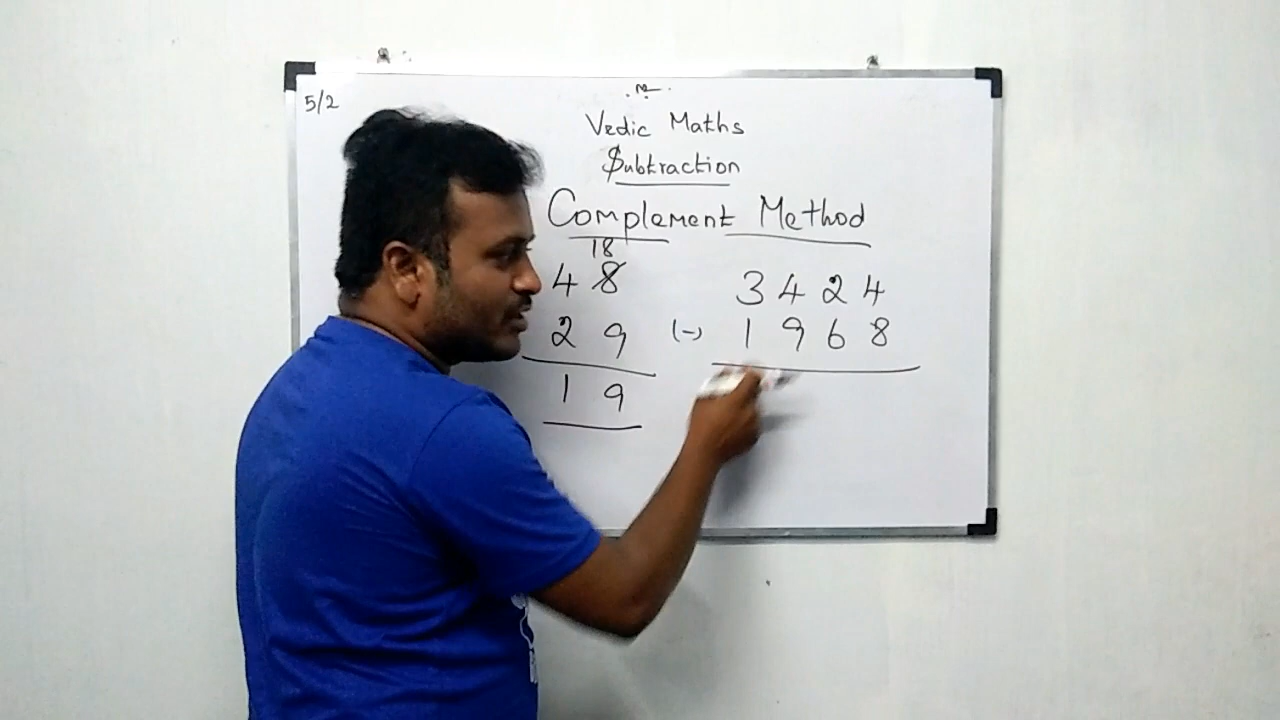 5/2
Vedic Maths
Subtraction
Complement Method
18
4 8
2 9
1 9
3 4 2 4
(-) 1 9 6 8